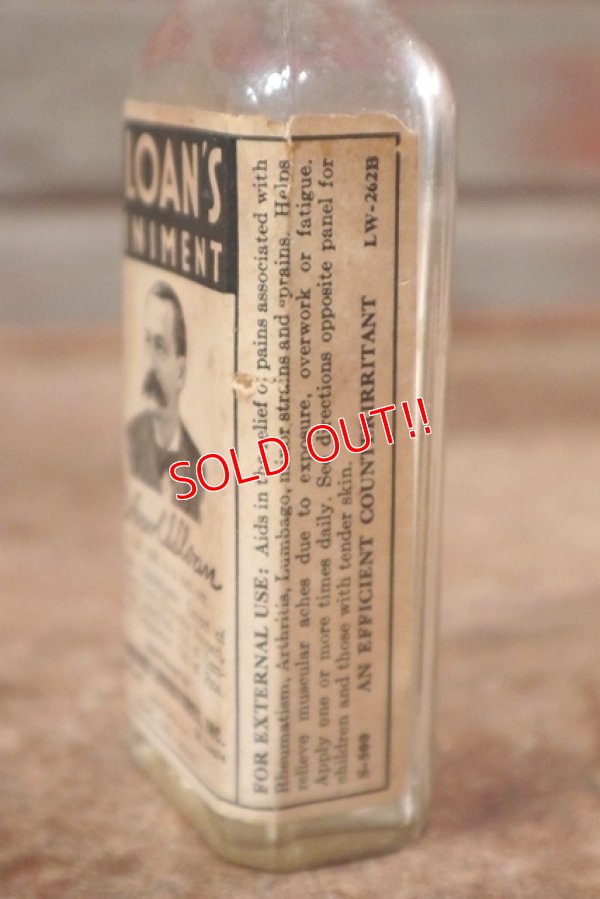 LOAN'S
NIMENT
FOR EXTERNAL USE: Aids in the relief of pains associated with
Rheumatism, Arthritis, Lumbago, minor strains and sprains. Helps
relieve muscular aches due to exposure, overwork or fatigue.
Apply one or more times daily. See directions opposite panel for
children and those with tender skin.
S-500 AN EFFICIENT COUNTER-IRRITANT LW-262B
SOLD OUT!!